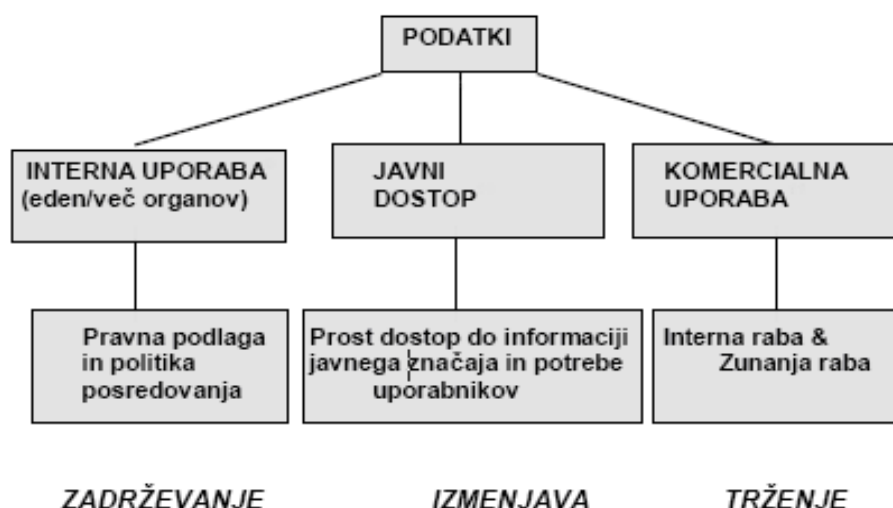 PODATKI
INTERNA UPORABA
(eden/več organov)
JAVNI
DOSTOP
KOMERCIALNA
UPORABA
Pravna podlaga
in politika
posredovanja
Prost dostop do informaciji
javnega značaja in potrebe
uporabnikov
Interna raba &
Zunanja raba
ZADRŽEVANJE
IZMENJAVA
TRŽENJE